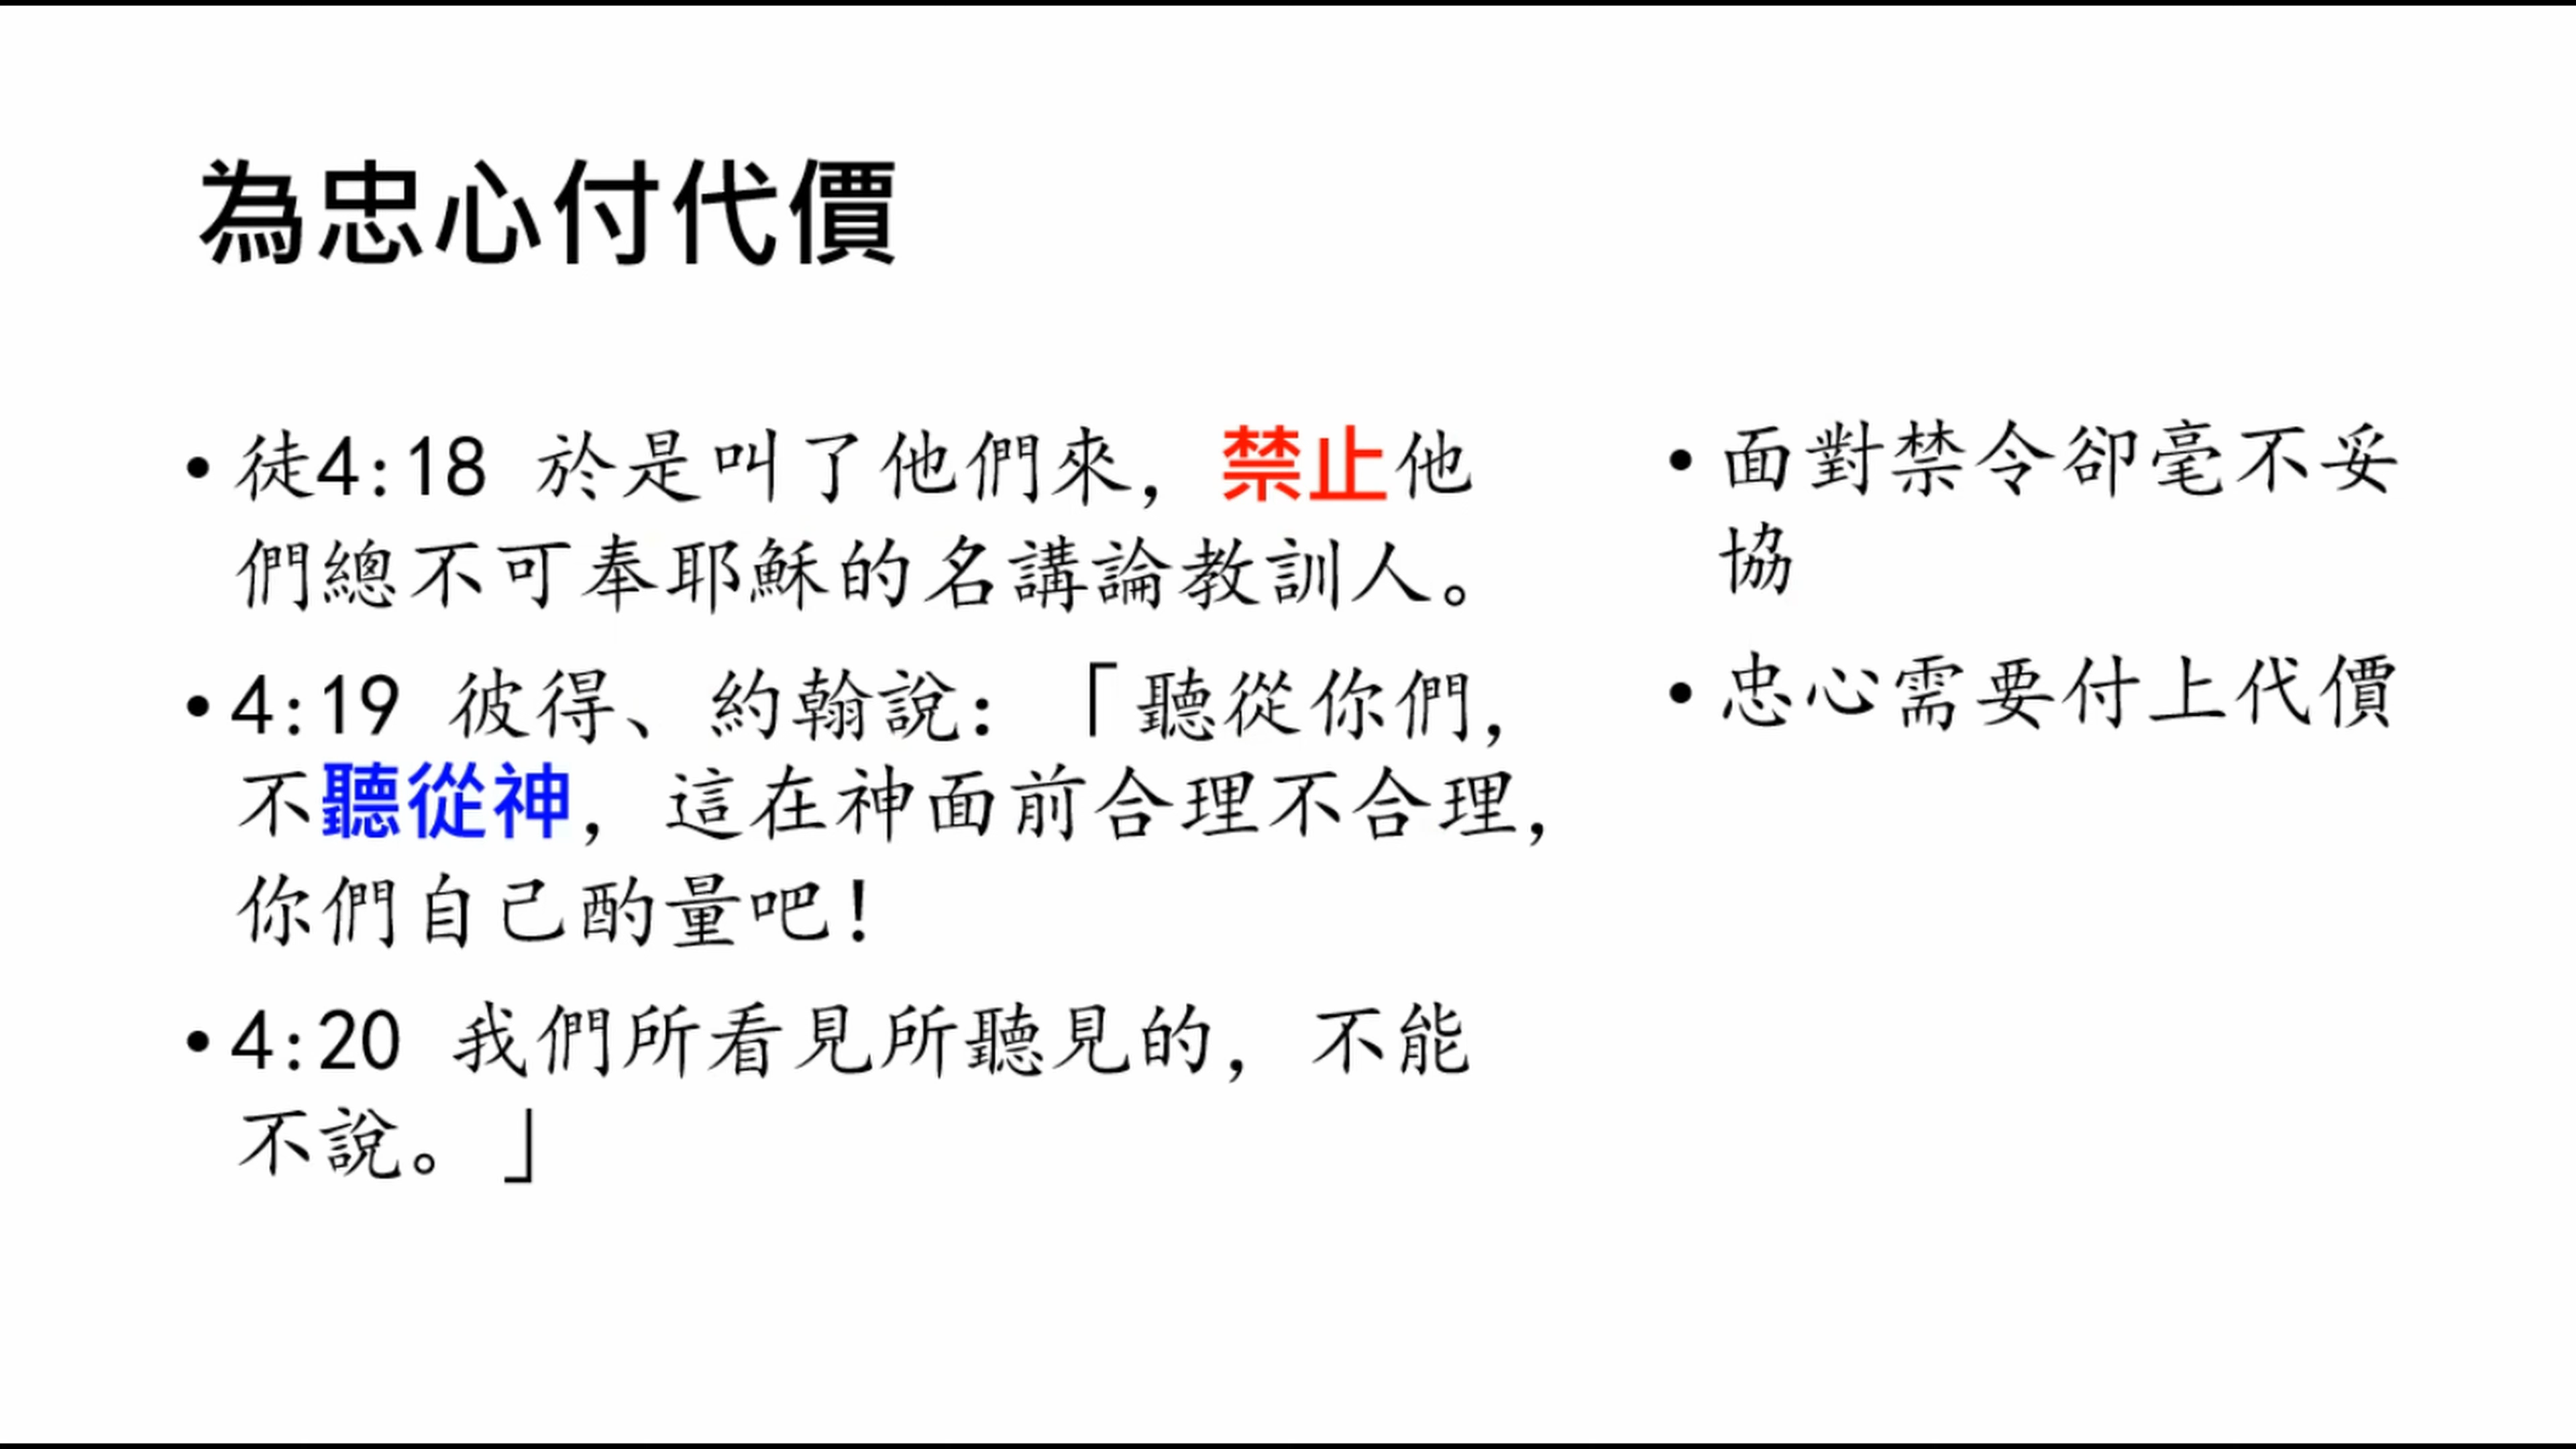 為忠心付代價
• 徒4:18 於是叫了他們來，禁止他
們總不可奉耶穌的名講論教訓人。
• 4:19 彼得、約翰說：「聽從你們，
不聽從神，這在神面前合理不合理，
你們自己酌量吧！
• 4:20 我們所看見所聽見的，不能
不說。」
• 面對禁令卻毫不妥
協
• 忠心需要付上代價